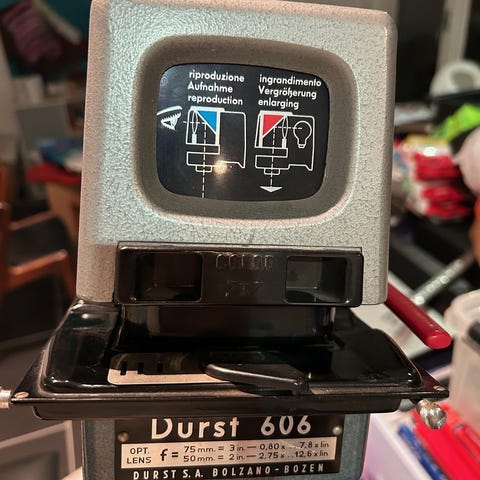 riproduzione
Aufnahme
reproduction
ingrandimento
Vergrößerung
enlarging
Durst 606
OPT. LENS f = 75 mm. = 3 in. — 0,80 x .. 7,8 x lin
50 mm. = 2 in. — 2,75 x .. 12,6 x lin
DURST S.A. BOLZANO-BOZEN